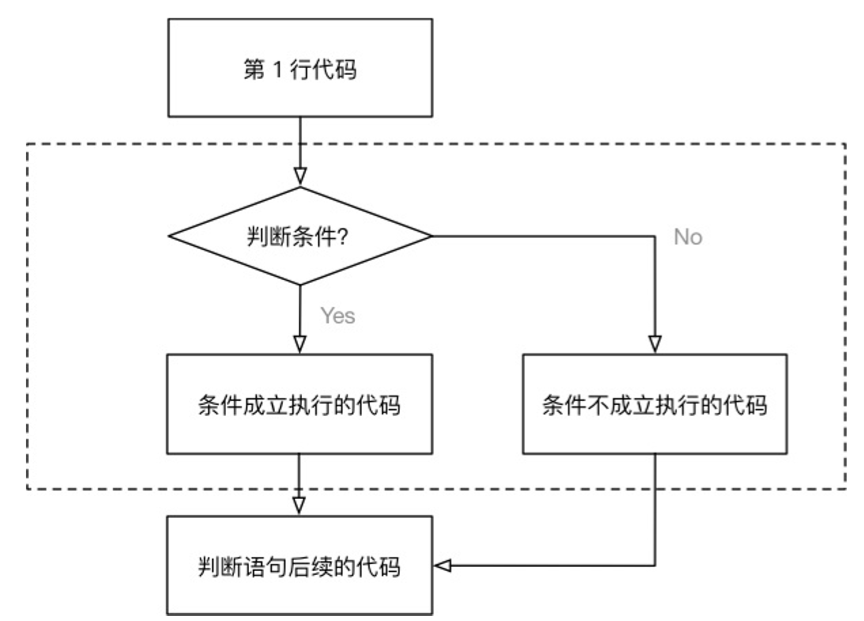 第 1 行代码
判断条件?
No
Yes
条件成立执行的代码
条件不成立执行的代码
判断语句后续的代码